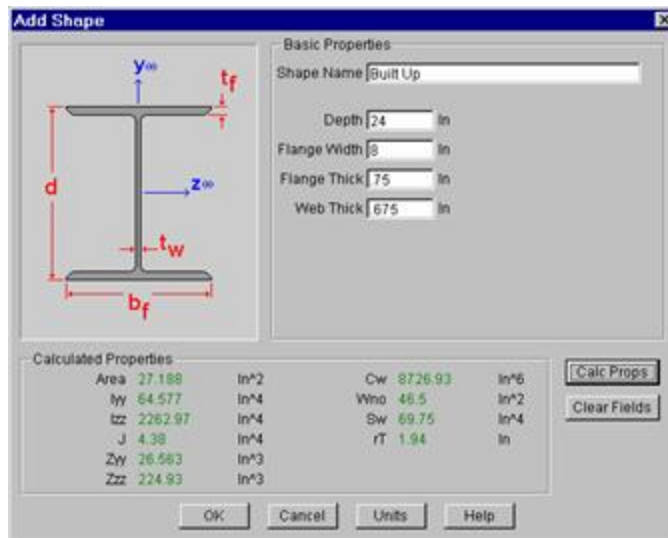 Add Shape
y∞
tf
d
z∞
tw
bf
Basic Properties
Shape Name Built Up
Depth 24 In
Flange Width 8 In
Flange Thick .75 In
Web Thick .675 In
Calculated Properties
Area 27.188 In^2
Iyy 64.577 In^4
Izz 2262.97 In^4
J 4.38 In^4
Zyy 26.563 In^3
Zzz 224.93 In^3
Cw 8726.93 In^6
Wno 46.5 In^2
Sw 69.75 In^4
rT 1.94 In
Calc Props
Clear Fields
OK Cancel Units Help